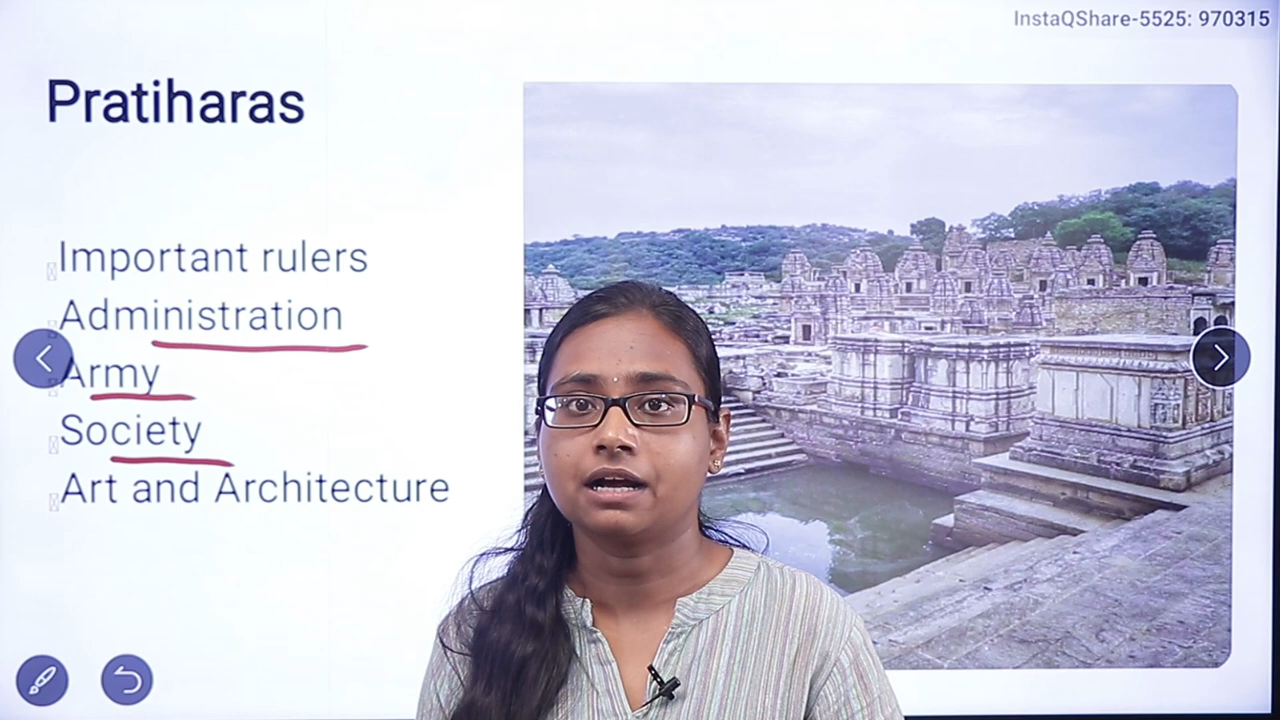 InstaQShare-5525: 970315
Pratiharas
Important rulers
Administration
Army
Society
Art and Architecture